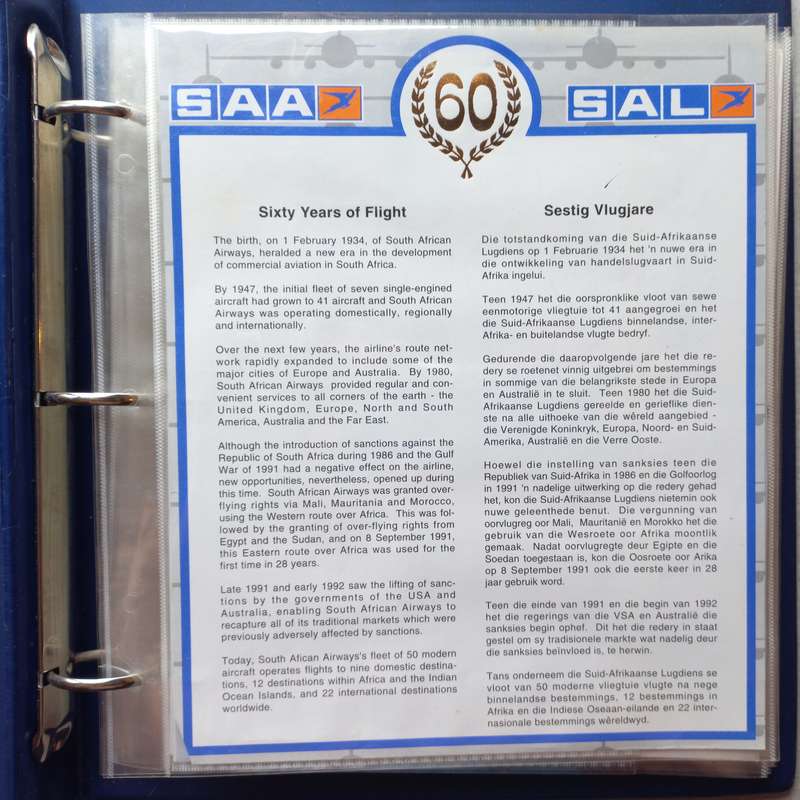 SAA
60
SAL
Sixty Years of Flight
The birth, on 1 February 1934, of South African
Airways, heralded a new era in the development
of commercial aviation in South Africa.
By 1947, the initial fleet of seven single-engined
aircraft had grown to 41 aircraft and South African
Airways was operating domestically, regionally
and internationally.
Over the next few years, the airline's route net-
work rapidly expanded to include some of the
major cities of Europe and Australia. By 1980,
South African Airways provided regular and con-
venient services to all corners of the earth - the
United Kingdom, Europe, North and South
America, Australia and the Far East.
Although the introduction of sanctions against the
Republic of South Africa during 1986 and the Gulf
War of 1991 had a negative effect on the airline,
new opportunities, nevertheless, opened up during
this time. South African Airways was granted over-
flying rights via Mali, Mauritania and Morocco,
using the Western route over Africa. This was fol-
lowed by the granting of over-flying rights from
Egypt and the Sudan, and on 8 September 1991,
this Eastern route over Africa was used for the
first time in 28 years.
Late 1991 and early 1992 saw the lifting of sanc-
tions by the governments of the USA and
Australia, enabling South African Airways to
recapture all of its traditional markets which were
previously adversely affected by sanctions.
Today, South Afican Airways's fleet of 50 modern
aircraft operates flights to nine domestic destina-
tions, 12 destinations within Africa and the Indian
Ocean Islands, and 22 international destinations
worldwide.
Sestig Vlugjare
Die totstandkoming van die Suid-Afrikaanse
Lugdiens op 1 Februarie 1934 het 'n nuwe era in
die ontwikkeling van handelslugvaart in Suid-
Afrika ingelui.
Teen 1947 het die oorspronklike vloot van sewe
eenmotorige vliegtuie tot 41 aangegroei en het
die Suid-Afrikaanse Lugdiens binnelandse, inter-
Afrika- en buitelandse vlugte bedryf.
Gedurende die daaropvolgende jare het die re-
dery se roetenet vinnig uitgebrei om bestemmings
in sommige van die belangrikste stede in Europa
en Australië in te sluit. Teen 1980 het die Suid-
Afrikaanse Lugdiens gereelde en gerieflike dien-
ste na alle uithoeke van die wêreld aangebied -
die Verenigde Koninkryk, Europa, Noord- en Suid-
Amerika, Australië en die Verre Ooste.
Hoewel die instelling van sanksies teen die
Republiek van Suid-Afrika in 1986 en die Golfoorlog
in 1991 'n nadelige uitwerking op die redery gehad
het, kon die Suid-Afrikaanse Lugdiens nietemin ook
nuwe geleenthede benut. Die vergunning van
oorvlugreg oor Mali, Mauritanië en Morokko het die
gebruik van die Wesroete oor Afrika moontlik
gemaak. Nadat oorvlugregte deur Egipte en die
Soedan toegestaan is, kon die Oosroete oor Arika
op 8 September 1991 ook die eerste keer in 28
jaar gebruik word.
Teen die einde van 1991 en die begin van 1992
het die regerings van die VSA en Australië die
sanksies begin ophef. Dit het die redery in staat
gestel om sy tradisionele markte wat nadelig deur
die sanksies beïnvloed is, te herwin.
Tans onderneem die Suid-Afrikaanse Lugdiens se
vloot van 50 moderne vliegtuie vlugte na nege
binnelandse bestemmings, 12 bestemmings in
Afrika en die Indiese Oseaan-eilande en 22 inter-
nasionale bestemmings wêreldwyd.